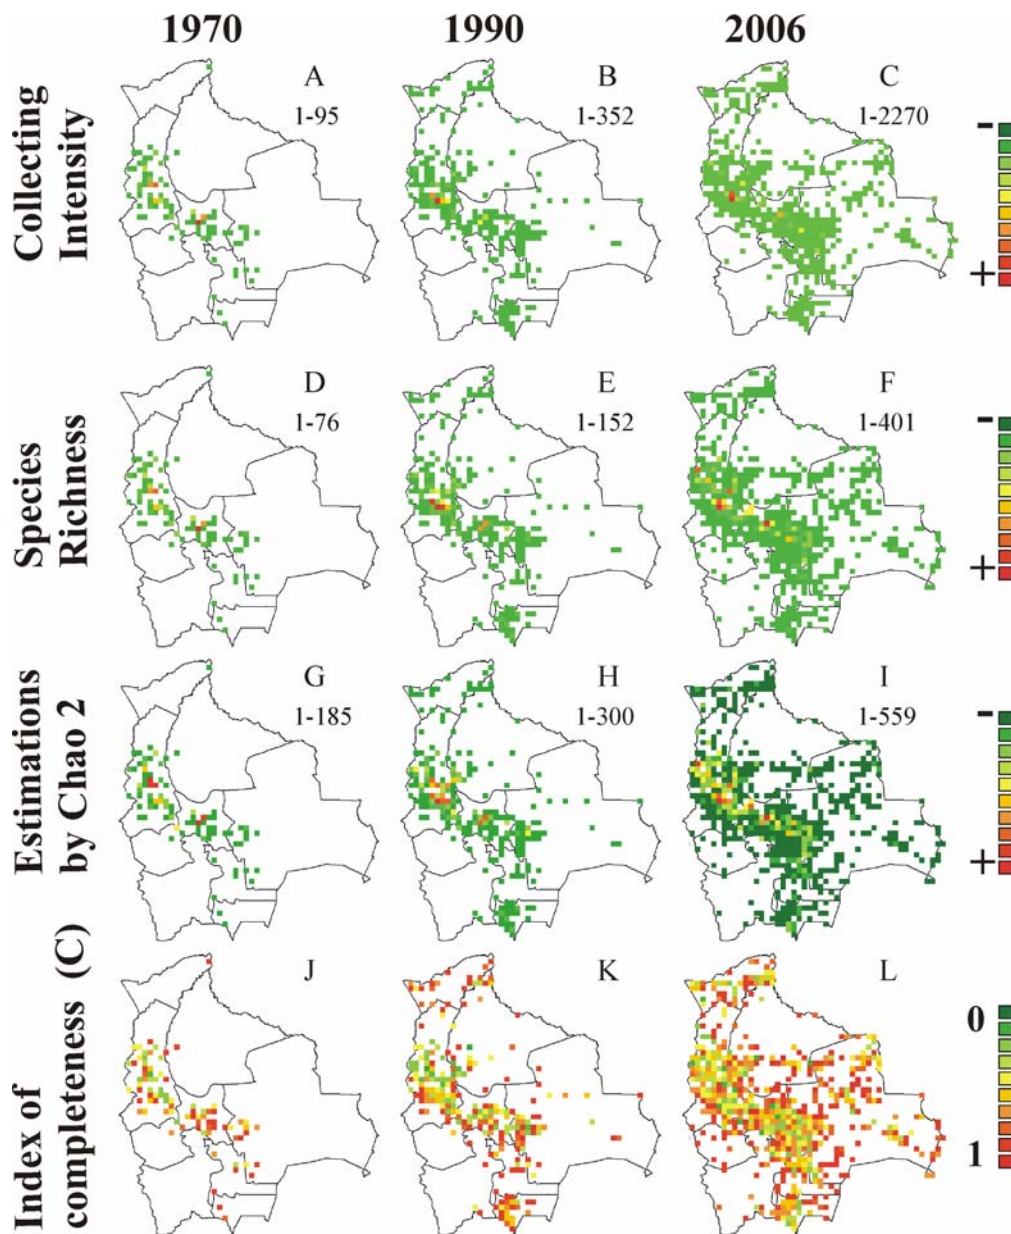 1970 1990 2006
Collecting
Intensity
A
1-95
B
1-352
C
1-2270
-
+
Species
Richness
D
1-76
E
1-152
F
1-401
-
+
Estimations
by Chao 2
G
1-185
H
1-300
I
1-559
-
+
Index of
completeness (C)
J
K
L
0
1